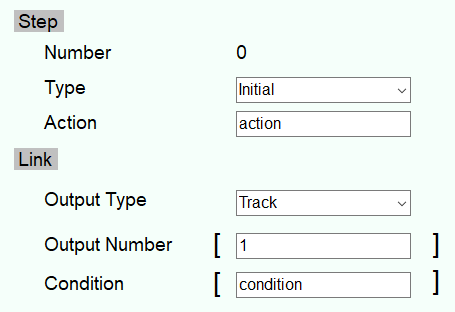 Step
Number 0
Type Initial
Action action
Link
Output Type Track
Output Number [ 1 ]
Condition [ condition ]